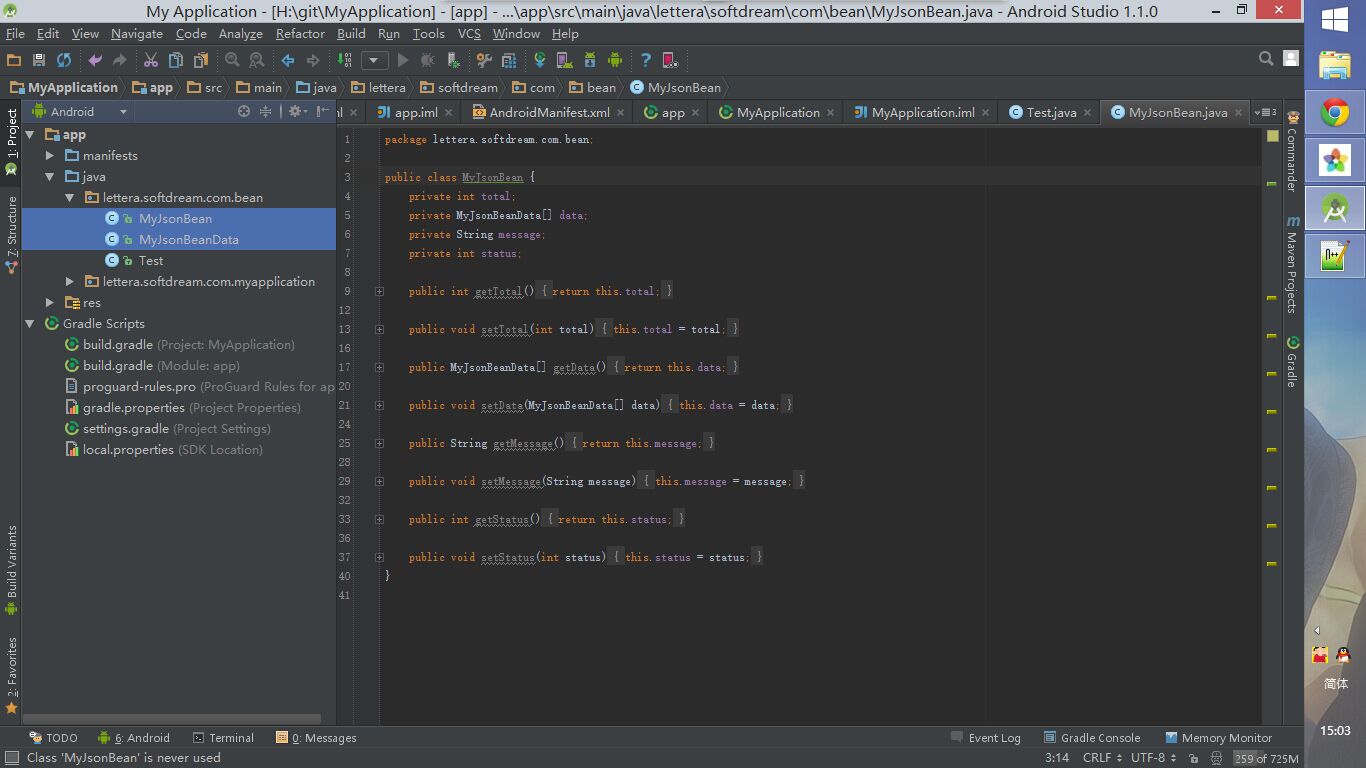 My Application - [H:\git\MyApplication] - [app] - ...\app\src\main\java\lettera\softdream\com\bean\MyJsonBean.java - Android Studio 1.1.0
File Edit View Navigate Code Analyze Refactor Build Run Tools VCS Window Help
MyApplication app src main java lettera softdream com bean MyJsonBean
Android
ml app.iml AndroidManifest.xml app MyApplication MyApplication.iml Test.java MyJsonBean.java
1: Project
7: Structure
Build Variants
2: Favorites
app
manifests
java
lettera.softdream.com.bean
MyJsonBean
MyJsonBeanData
Test
lettera.softdream.com.myapplication
res
Gradle Scripts
build.gradle (Project: MyApplication)
build.gradle (Module: app)
proguard-rules.pro (ProGuard Rules for ap
gradle.properties (Project Properties)
settings.gradle (Project Settings)
local.properties (SDK Location)
1 package lettera.softdream.com.bean;
2
3 public class MyJsonBean {
4 private int total;
5 private MyJsonBeanData[] data;
6 private String message;
7 private int status;
8
9 public int getTotal() { return this.total; }
12
13 public void setTotal(int total) { this.total = total; }
16
17 public MyJsonBeanData[] getData() { return this.data; }
20
21 public void setData(MyJsonBeanData[] data) { this.data = data; }
24
25 public String getMessage() { return this.message; }
28
29 public void setMessage(String message) { this.message = message; }
32
33 public int getStatus() { return this.status; }
36
37 public void setStatus(int status) { this.status = status; }
40 }
41
Commander
m Maven Projects
Gradle
TODO 6: Android Terminal 0: Messages Event Log Gradle Console Memory Monitor
Class 'MyJsonBean' is never used 3:14 CRLF UTF-8 259 of 725M
简体
15:03